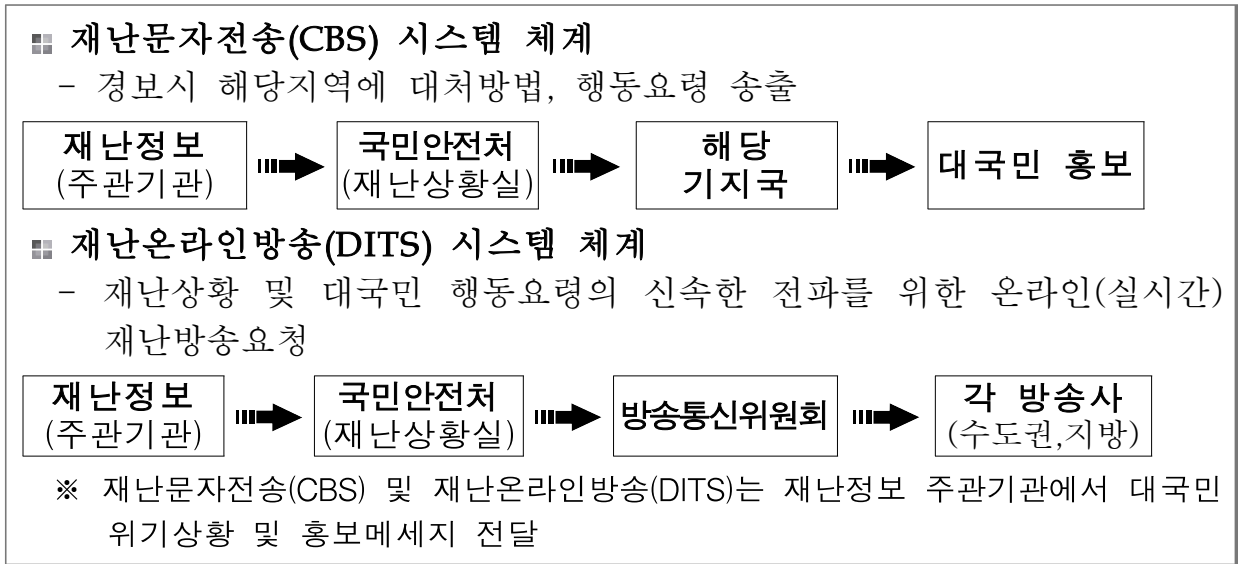 재난문자전송(CBS) 시스템 체계
- 경보시 해당지역에 대처방법, 행동요령 송출
재난정보 국민안전처 해당 대국민 홍보
(주관기관) (재난상황실) 기지국
재난온라인방송(DITS) 시스템 체계
- 재난상황 및 대국민 행동요령의 신속한 전파를 위한 온라인(실시간)
재난방송요청
재난정보 국민안전처 방송통신위원회 각 방송사
(주관기관) (재난상황실) (수도권,지방)
※ 재난문자전송(CBS) 및 재난온라인방송(DITS)는 재난정보 주관기관에서 대국민
위기상황 및 홍보메세지 전달